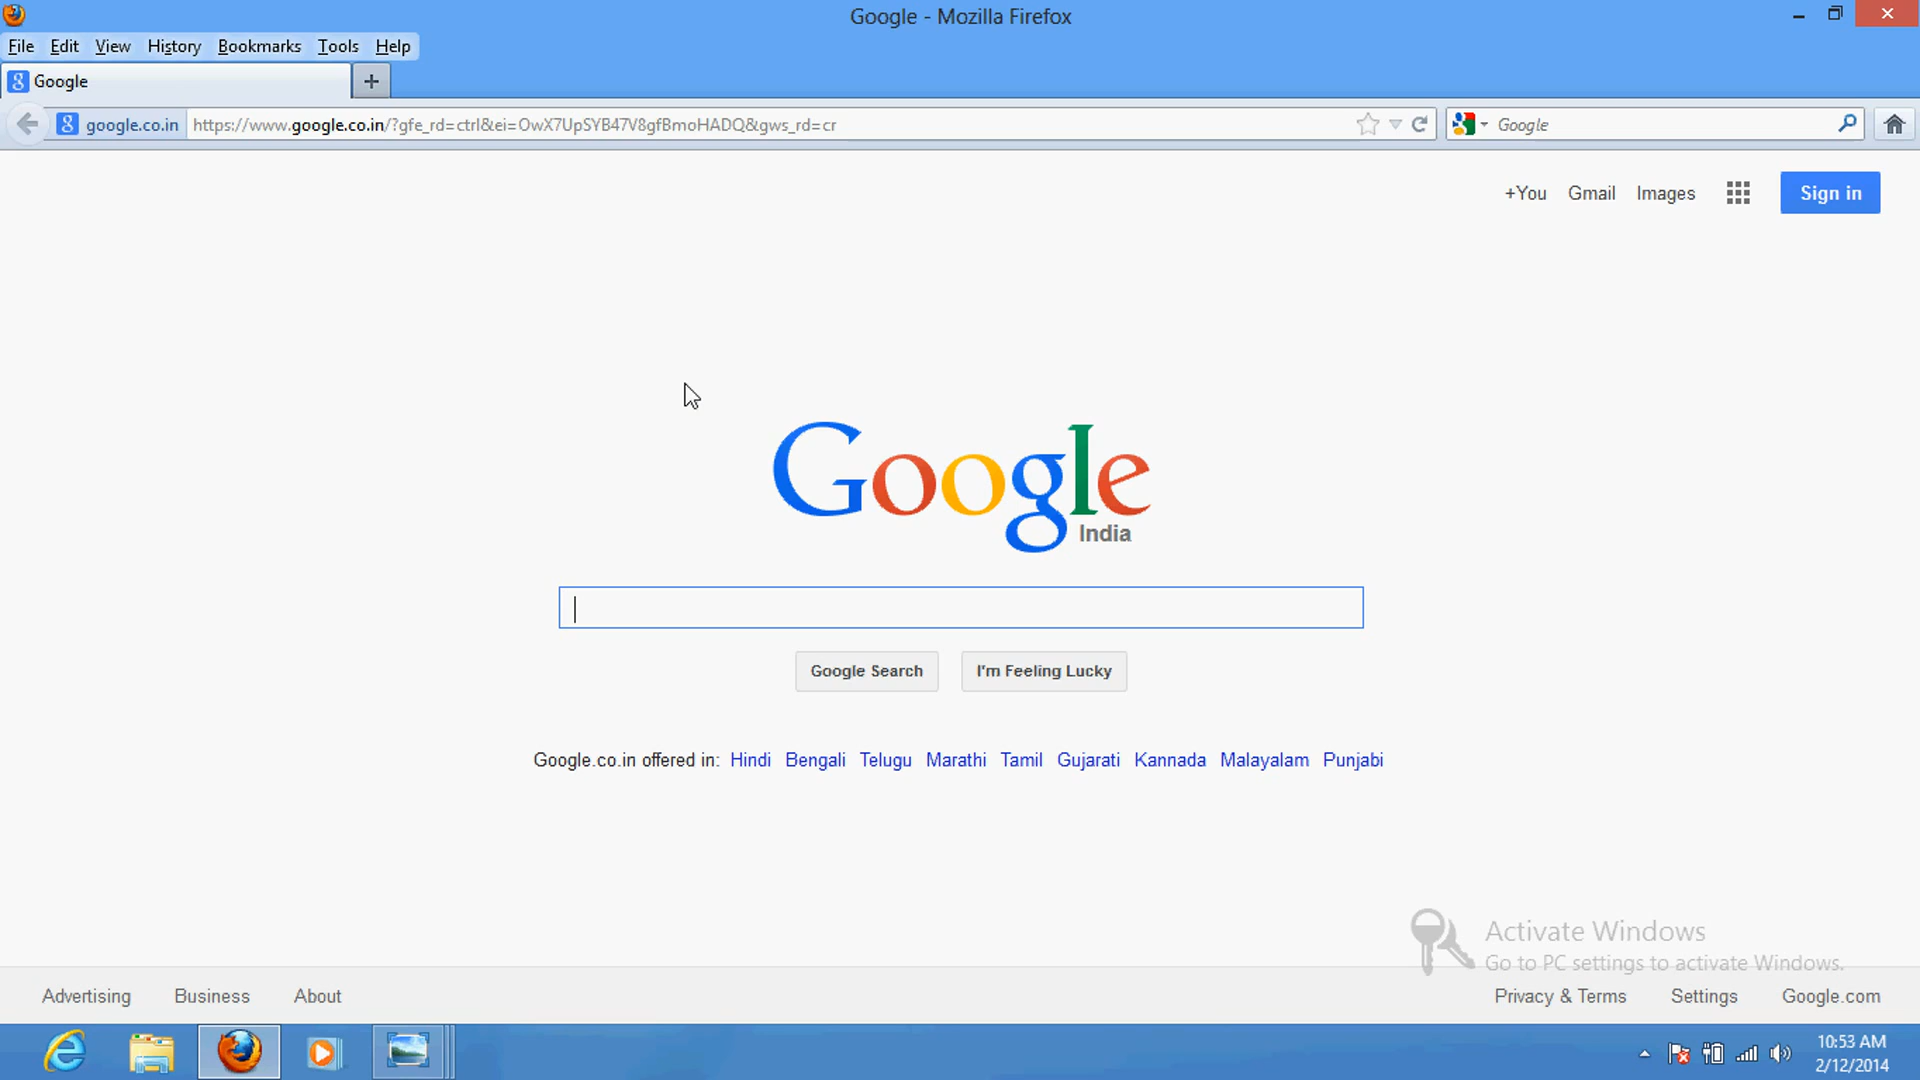 Google - Mozilla Firefox
File Edit View History Bookmarks Tools Help
Google
google.co.in https://www.google.co.in/?gfe_rd=ctrl&ei=OwX7UpSYB47V8gfBmoHADQ&gws_rd=cr Google
+You Gmail Images Sign in
Google
India
Google Search I'm Feeling Lucky
Google.co.in offered in: Hindi Bengali Telugu Marathi Tamil Gujarati Kannada Malayalam Punjabi
Activate Windows
Go to PC settings to activate Windows.
Advertising Business About Privacy & Terms Settings Google.com
10:53 AM
2/12/2014